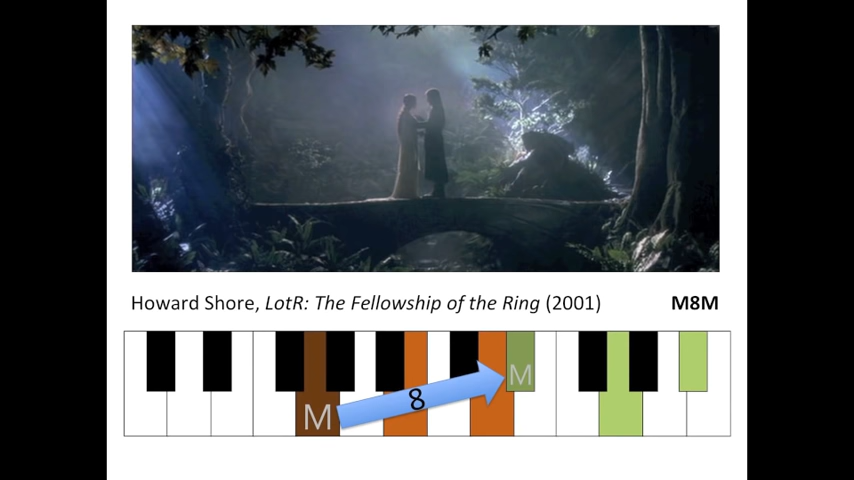 Howard Shore, LotR: The Fellowship of the Ring (2001) M8M
M 8 M